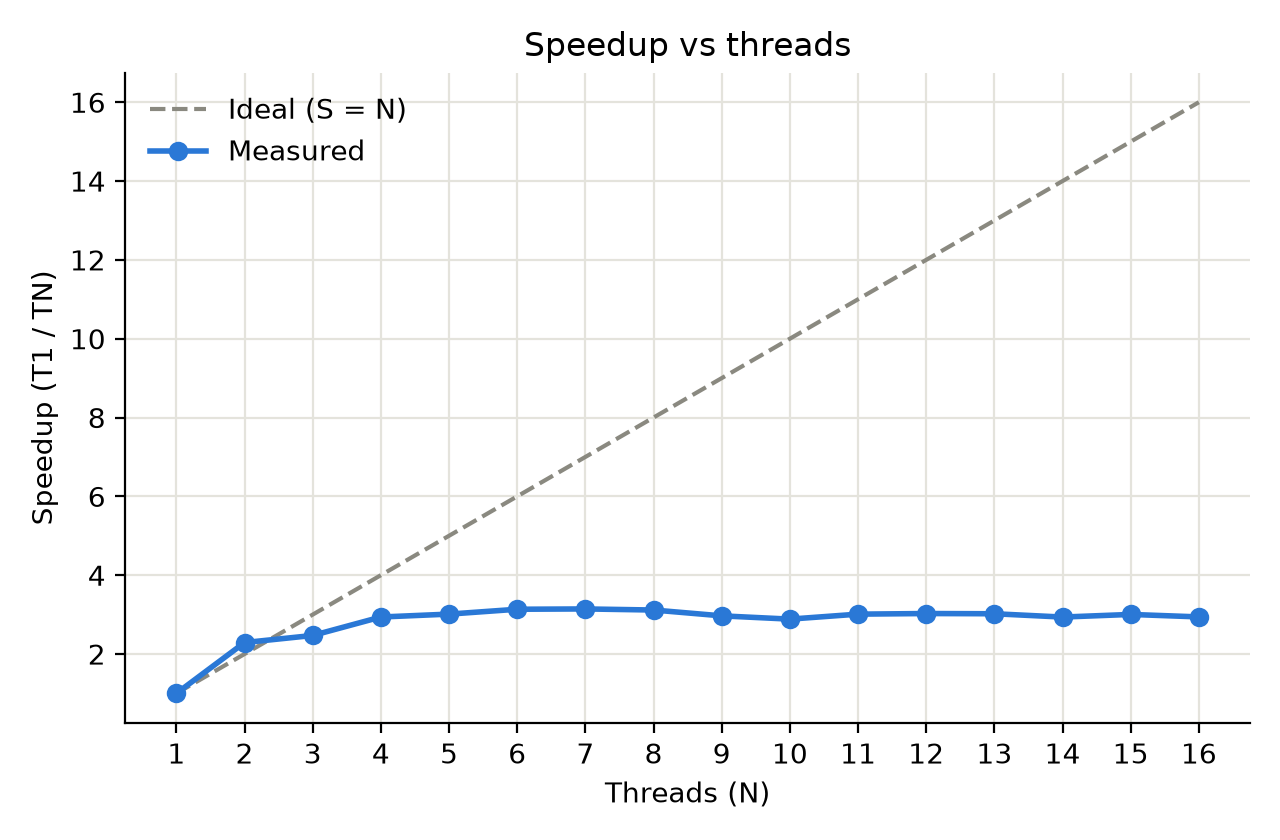 Speedup vs threads
Ideal (S = N)
Measured
Speedup (T1 / TN)
16
14
12
10
8
6
4
2
1 2 3 4 5 6 7 8 9 10 11 12 13 14 15 16
Threads (N)